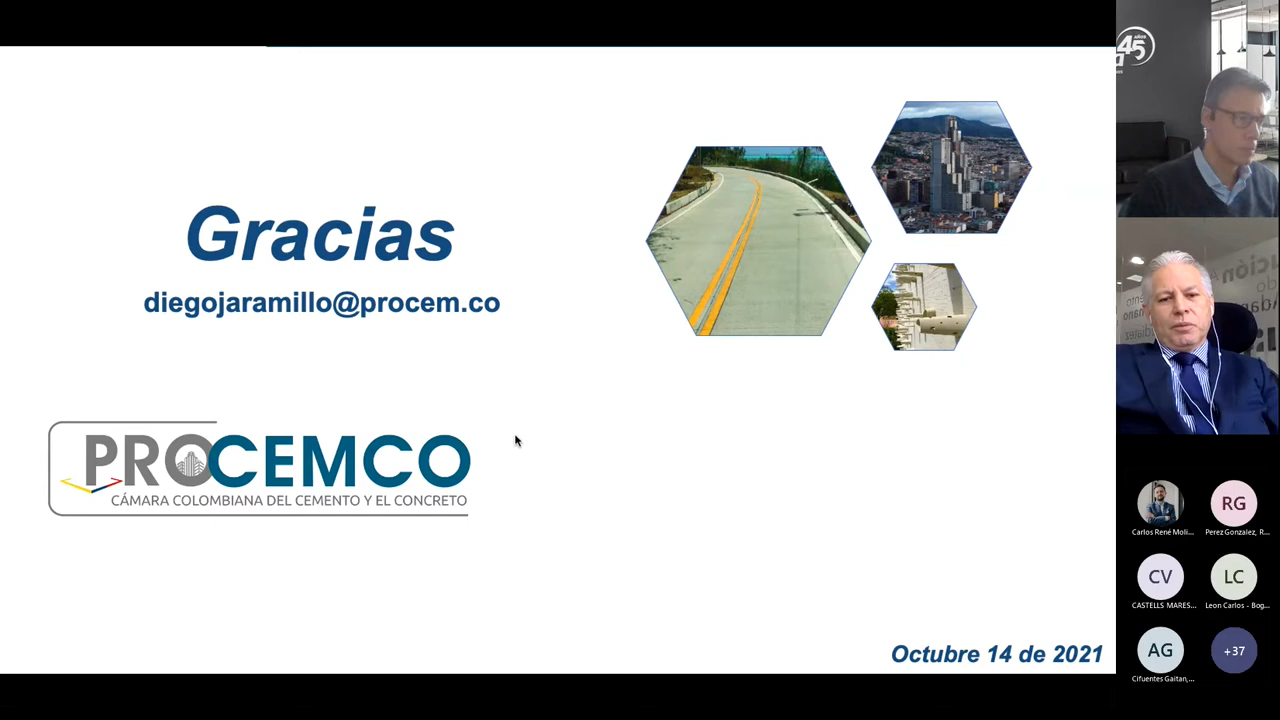 Gracias
diegojaramillo@procem.co
PROCEMCO
CÁMARA COLOMBIANA DEL CEMENTO Y EL CONCRETO
Octubre 14 de 2021
45
AÑOS
Carlos René Moli...
RG
Perez Gonzalez, R...
CV
CASTELLS MARES...
LC
Leon Carlos - Bog...
AG
Cifuentes Gaitan,...
+37